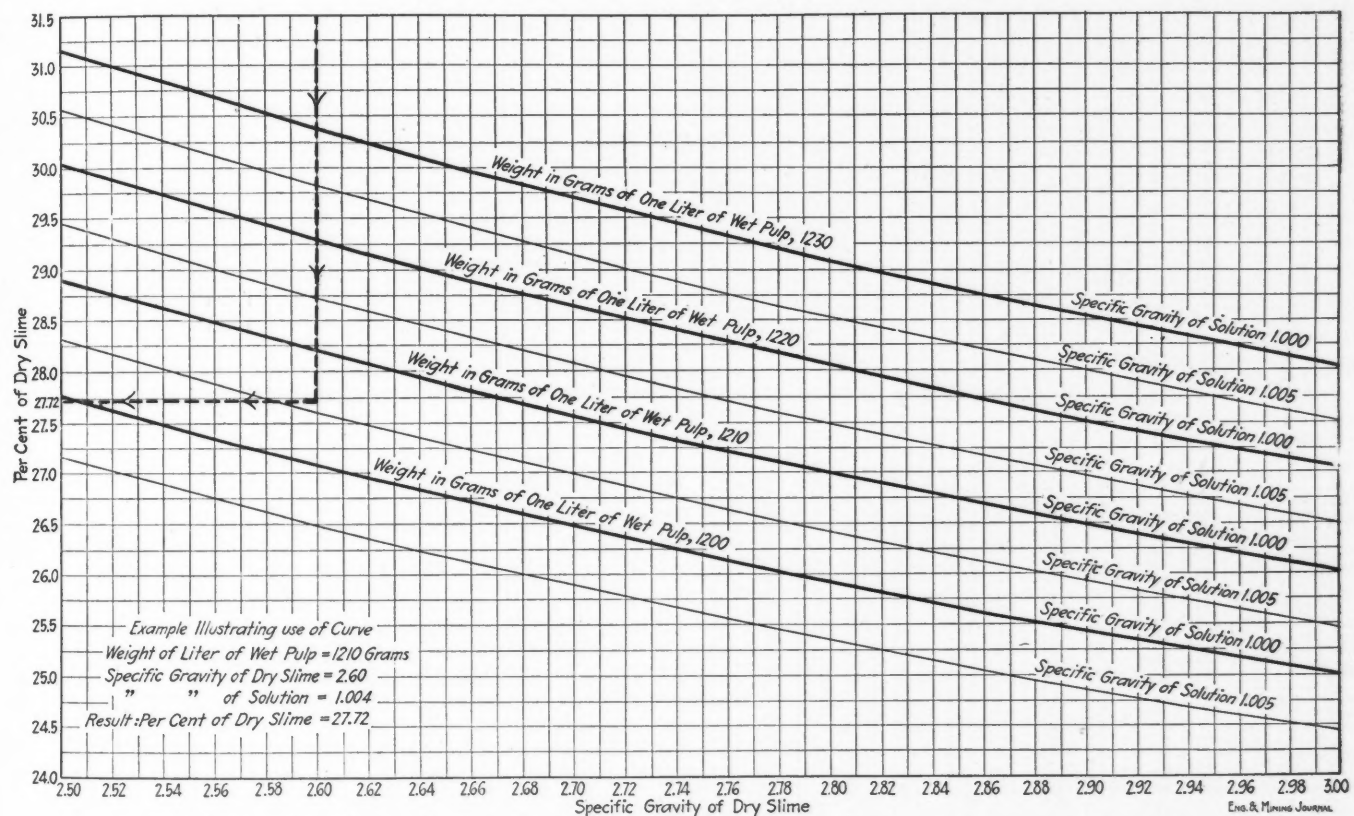 31.5
31.0
30.5
30.0
29.5
29.0
28.5
28.0
27.72
27.5
27.0
26.5
26.0
25.5
25.0
24.5
24.0
Per Cent of Dry Slime
Weight in Grams of One Liter of Wet Pulp, 1230
Specific Gravity of Solution 1.000
Specific Gravity of Solution 1.005
Weight in Grams of One Liter of Wet Pulp, 1220
Specific Gravity of Solution 1.000
Specific Gravity of Solution 1.005
Weight in Grams of One Liter of Wet Pulp, 1210
Specific Gravity of Solution 1.000
Specific Gravity of Solution 1.005
Weight in Grams of One Liter of Wet Pulp, 1200
Specific Gravity of Solution 1.000
Specific Gravity of Solution 1.005
Example Illustrating use of Curve
Weight of Liter of Wet Pulp = 1210 Grams
Specific Gravity of Dry Slime = 2.60
" " of Solution = 1.004
Result: Per Cent of Dry Slime = 27.72
2.50 2.52 2.54 2.56 2.58 2.60 2.62 2.64 2.66 2.68 2.70 2.72 2.74 2.76 2.78 2.80 2.82 2.84 2.86 2.88 2.90 2.92 2.94 2.96 2.98 3.00
Specific Gravity of Dry Slime
ENG. & MINING JOURNAL